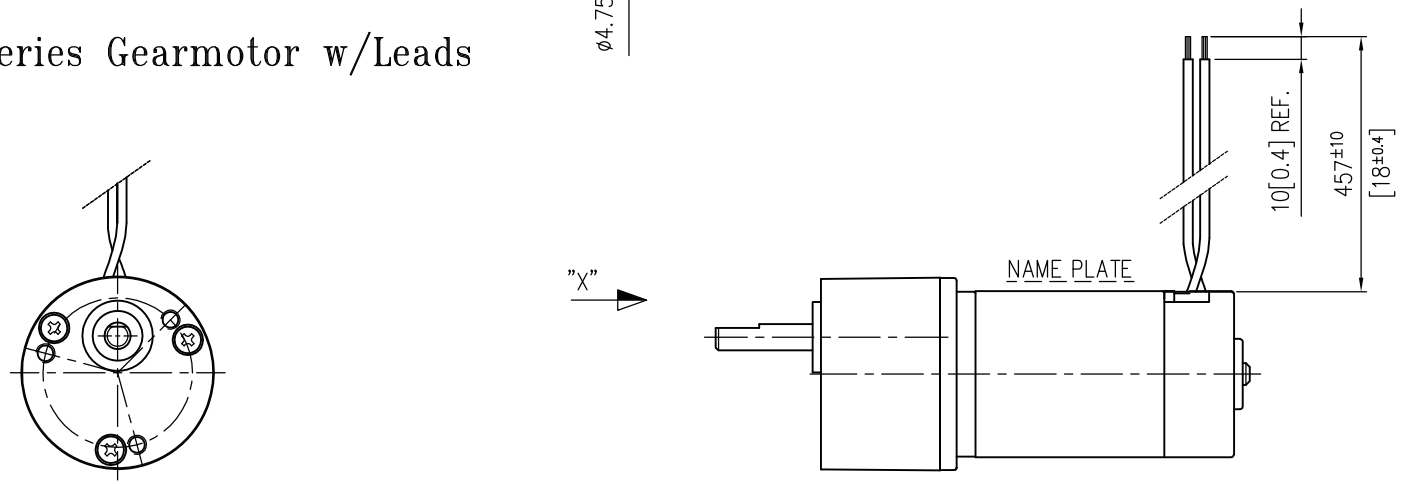 eries Gearmotor w/Leads
ø4.75
10[0.4] REF.
457±10
[18±0.4]
"X"
NAME PLATE